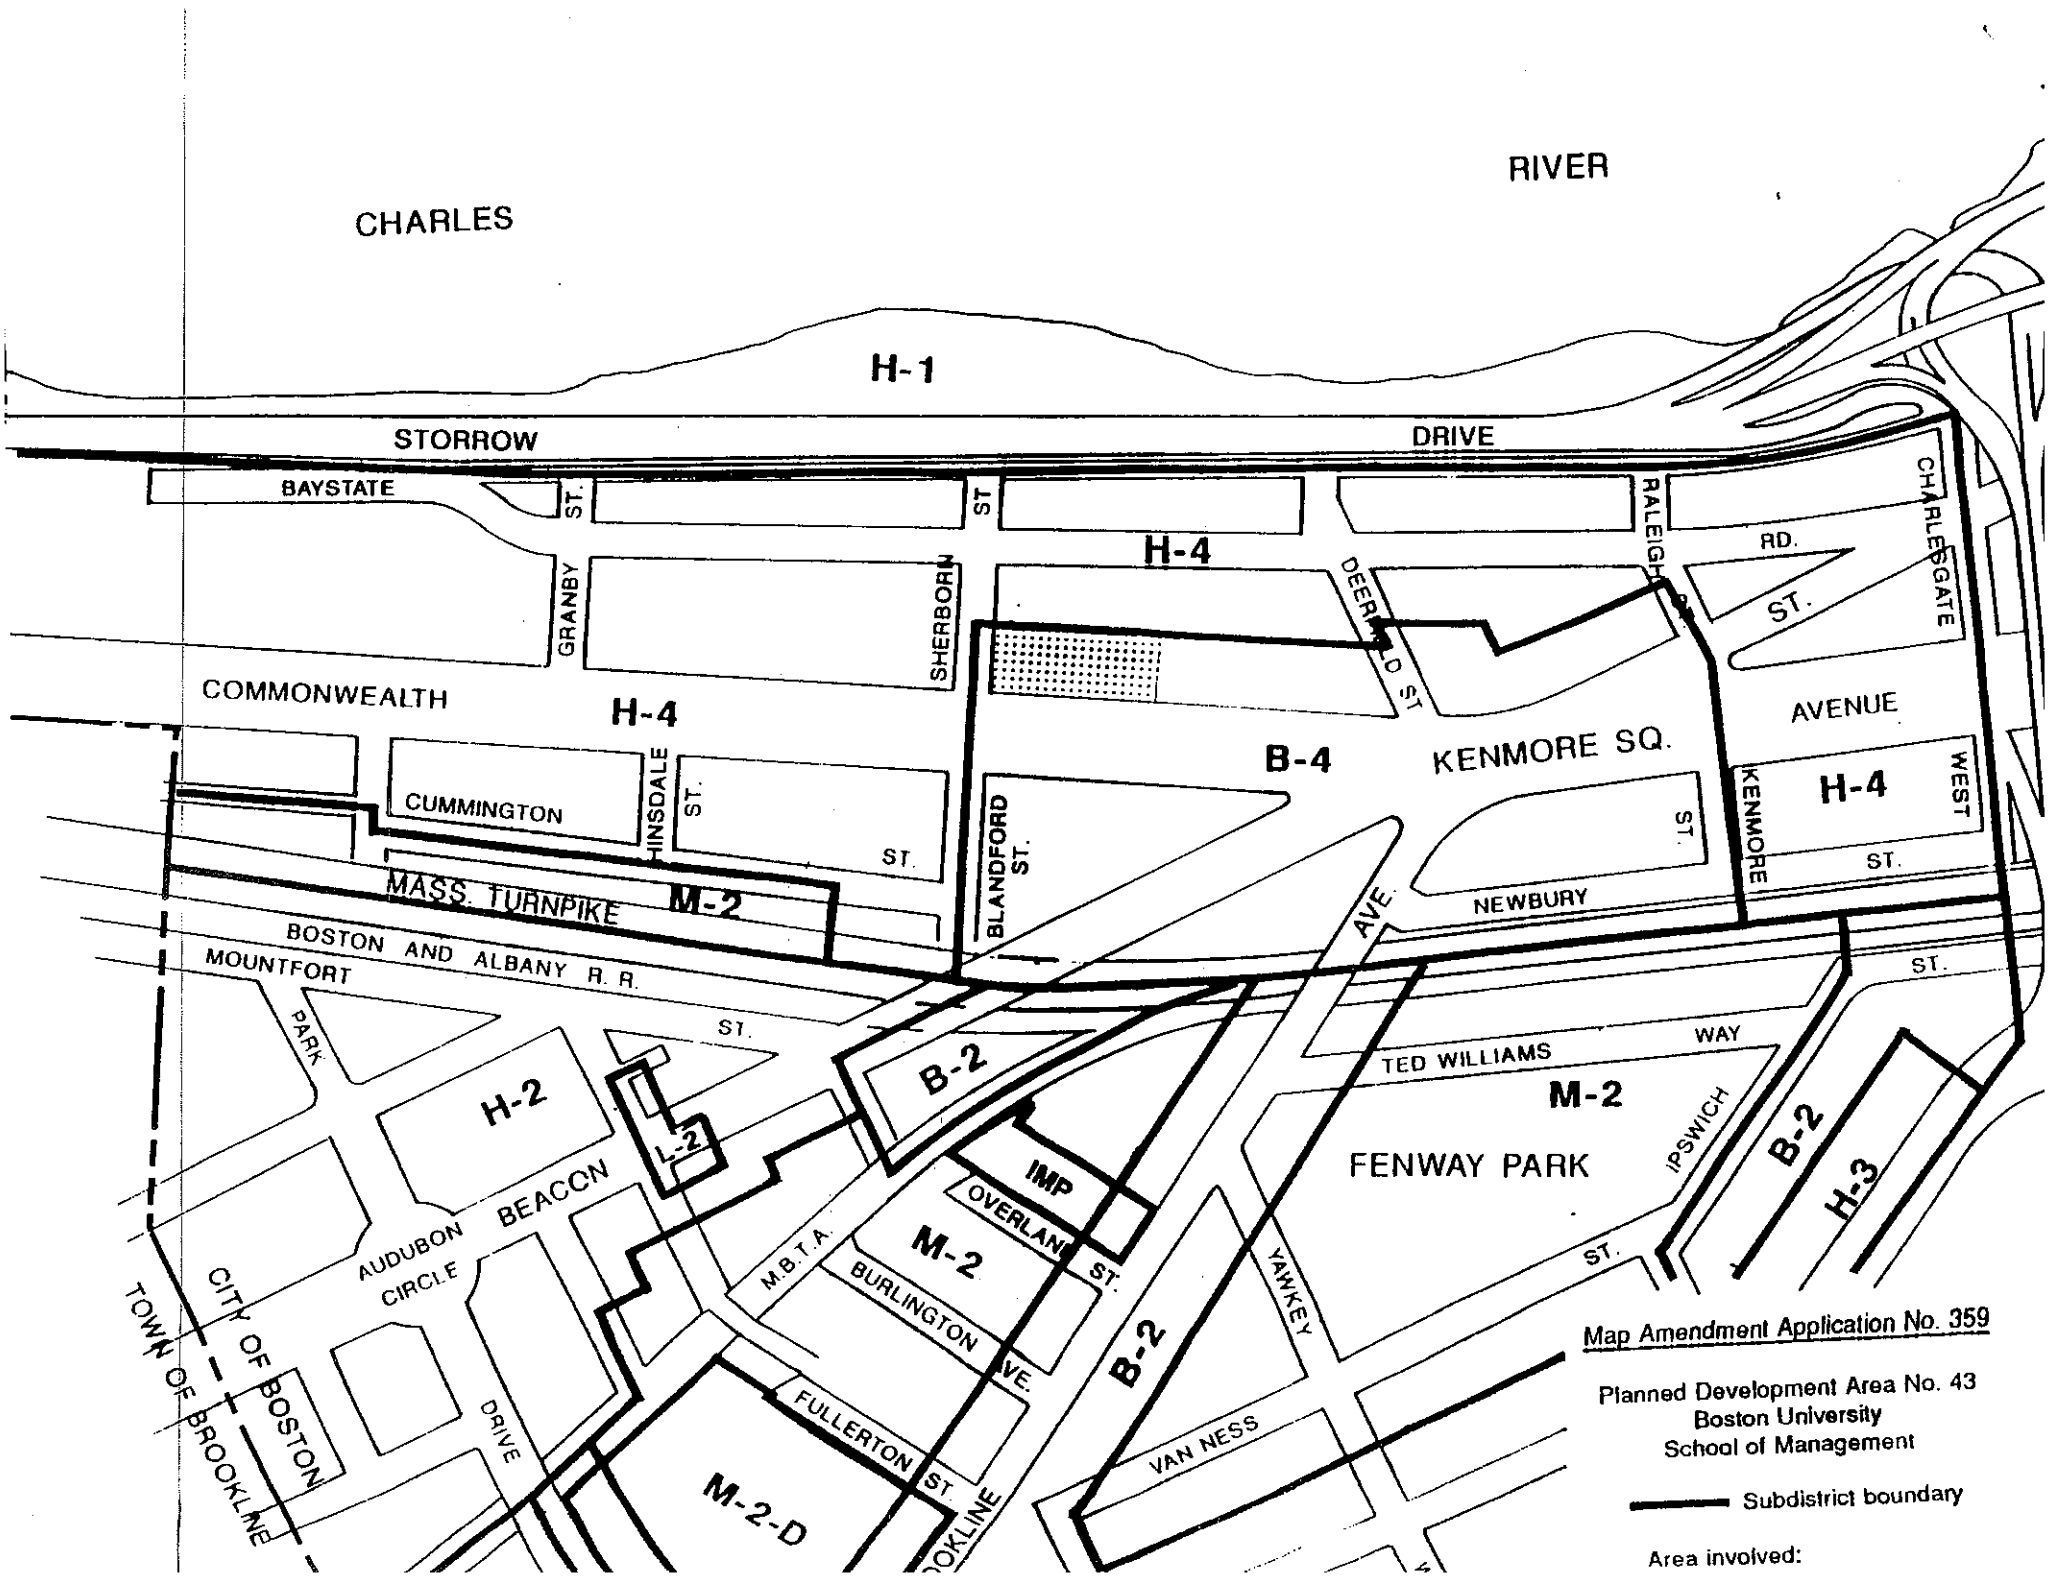 RIVER
CHARLES
H-1
STORROW
DRIVE
BAYSTATE
ST.
ST
RALEIGH
CHARLESGATE
H-4
RD.
GRANBY
SHERBORN
DEERFIELD ST
ST.
COMMONWEALTH
H-4
AVENUE
B-4
KENMORE SQ.
H-4
WEST
CUMMINGTON
HINSDALE
ST.
BLANDFORD
ST.
ST.
KENMORE
ST.
ST.
MASS. TURNPIKE
M-2
NEWBURY
AVE.
BOSTON AND ALBANY R. R.
MOUNTFORT
ST.
ST.
PARK
B-2
TED WILLIAMS
WAY
H-2
M-2
IPSWICH
B-2
L-2
IMP
FENWAY PARK
H-3
BEACON
OVERLAND
ST.
AUDUBON
CIRCLE
M.B.T.A.
M-2
BURLINGTON
AVE.
YAWKEY
ST.
B-2
CITY OF BOSTON
TOWN OF BROOKLINE
DRIVE
FULLERTON
ST.
VAN NESS
M-2-D
OOKLINE
Map Amendment Application No. 359
Planned Development Area No. 43
Boston University
School of Management
Subdistrict boundary
Area involved: